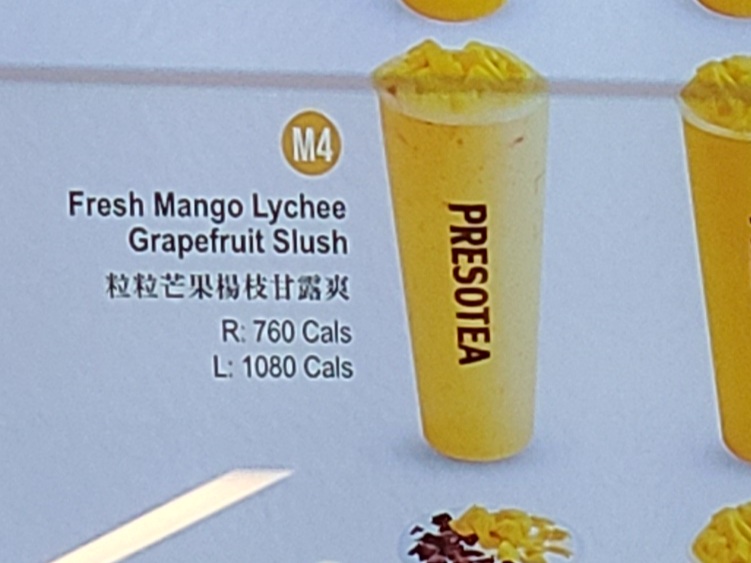 M4
Fresh Mango Lychee
Grapefruit Slush
粒粒芒果楊枝甘露爽
R: 760 Cals
L: 1080 Cals
PRESOTEA